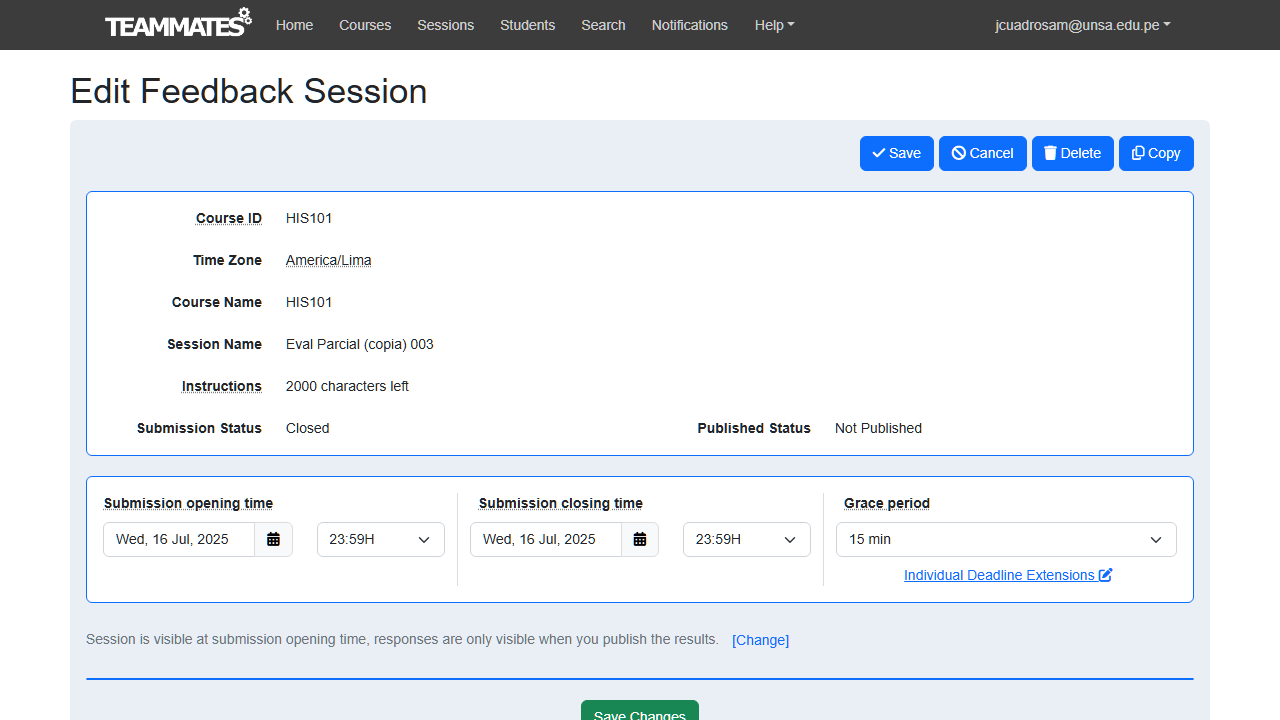 TEAMMATES Home Courses Sessions Students Search Notifications Help jcuadrosam@unsa.edu.pe
Edit Feedback Session
Save Cancel Delete Copy
Course ID HIS101
Time Zone America/Lima
Course Name HIS101
Session Name Eval Parcial (copia) 003
Instructions 2000 characters left
Submission Status Closed Published Status Not Published
Submission opening time Submission closing time Grace period
Wed, 16 Jul, 2025 23:59H Wed, 16 Jul, 2025 23:59H 15 min
Individual Deadline Extensions
Session is visible at submission opening time, responses are only visible when you publish the results. [Change]
Save Changes